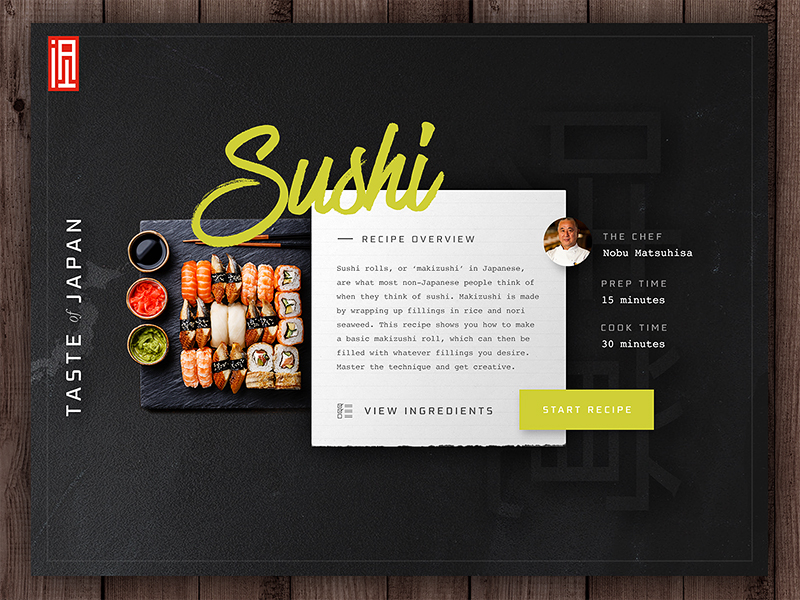 Sushi
TASTE of JAPAN
RECIPE OVERVIEW
Sushi rolls, or ‘makizushi’ in Japanese,
are what most non-Japanese people think of
when they think of sushi. Makizushi is made
by wrapping up fillings in rice and nori
seaweed. This recipe shows you how to make
a basic makizushi roll, which can then be
filled with whatever fillings you desire.
Master the technique and get creative.
VIEW INGREDIENTS
START RECIPE
THE CHEF
Nobu Matsuhisa
PREP TIME
15 minutes
COOK TIME
30 minutes